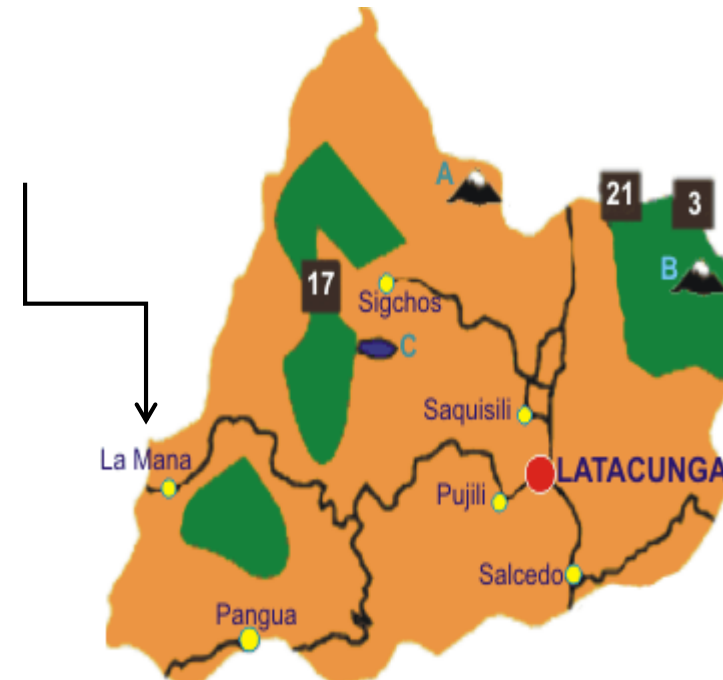 A
21
3
B
17
Sigchos
C
Saquisili
La Mana
LATACUNGA
Pujili
Salcedo
Pangua